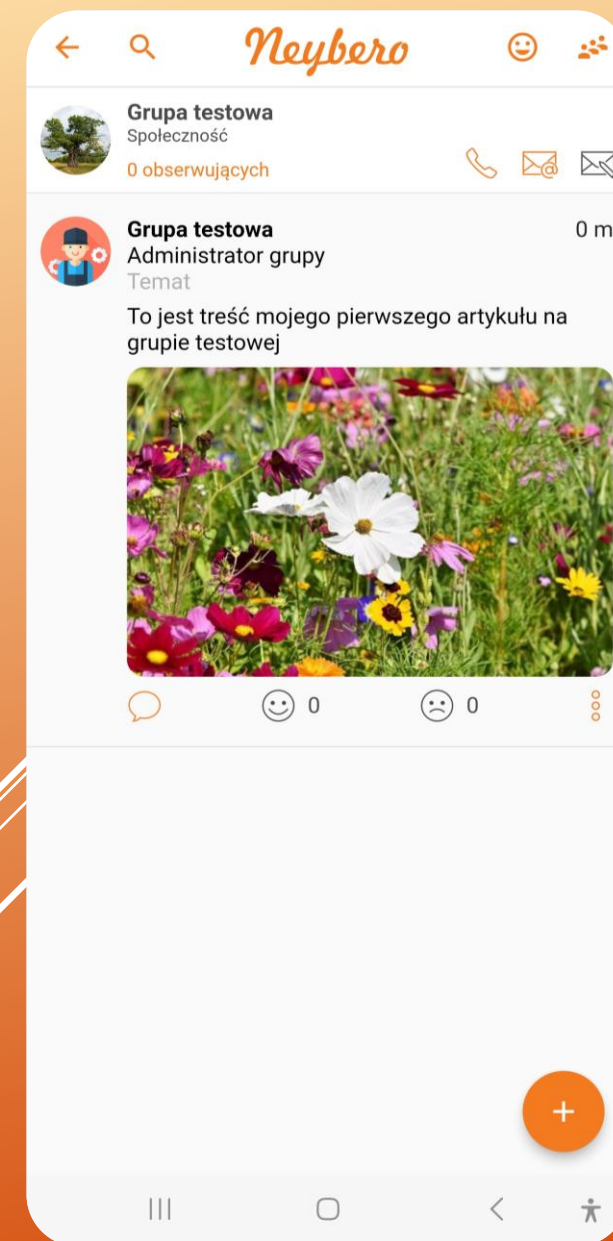 Neybero
Grupa testowa
Społeczność
0 obserwujących
Grupa testowa
0 m
Administrator grupy
Temat
To jest treść mojego pierwszego artykułu na
grupie testowej
0
0